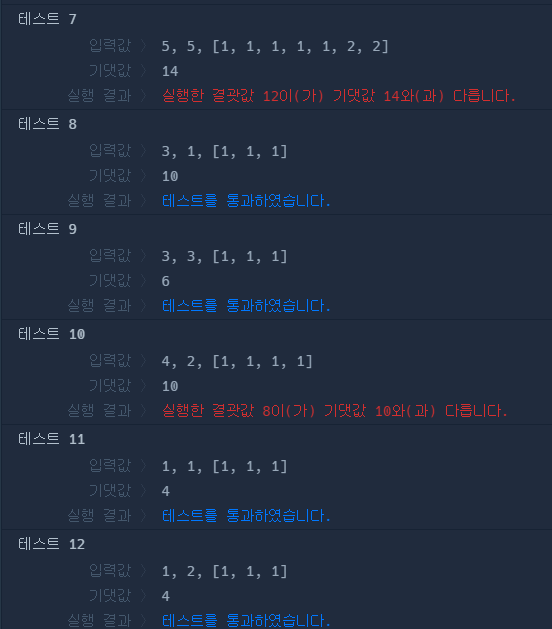 테스트 7
입력값 〉 5, 5, [1, 1, 1, 1, 1, 2, 2]
기댓값 〉 14
실행 결과 〉 실행한 결괏값 12이(가) 기댓값 14와(과) 다릅니다.
테스트 8
입력값 〉 3, 1, [1, 1, 1]
기댓값 〉 10
실행 결과 〉 테스트를 통과하였습니다.
테스트 9
입력값 〉 3, 3, [1, 1, 1]
기댓값 〉 6
실행 결과 〉 테스트를 통과하였습니다.
테스트 10
입력값 〉 4, 2, [1, 1, 1, 1]
기댓값 〉 10
실행 결과 〉 실행한 결괏값 8이(가) 기댓값 10와(과) 다릅니다.
테스트 11
입력값 〉 1, 1, [1, 1, 1]
기댓값 〉 4
실행 결과 〉 테스트를 통과하였습니다.
테스트 12
입력값 〉 1, 2, [1, 1, 1]
기댓값 〉 4
실행 결과 〉 테스트를 통과하였습니다.